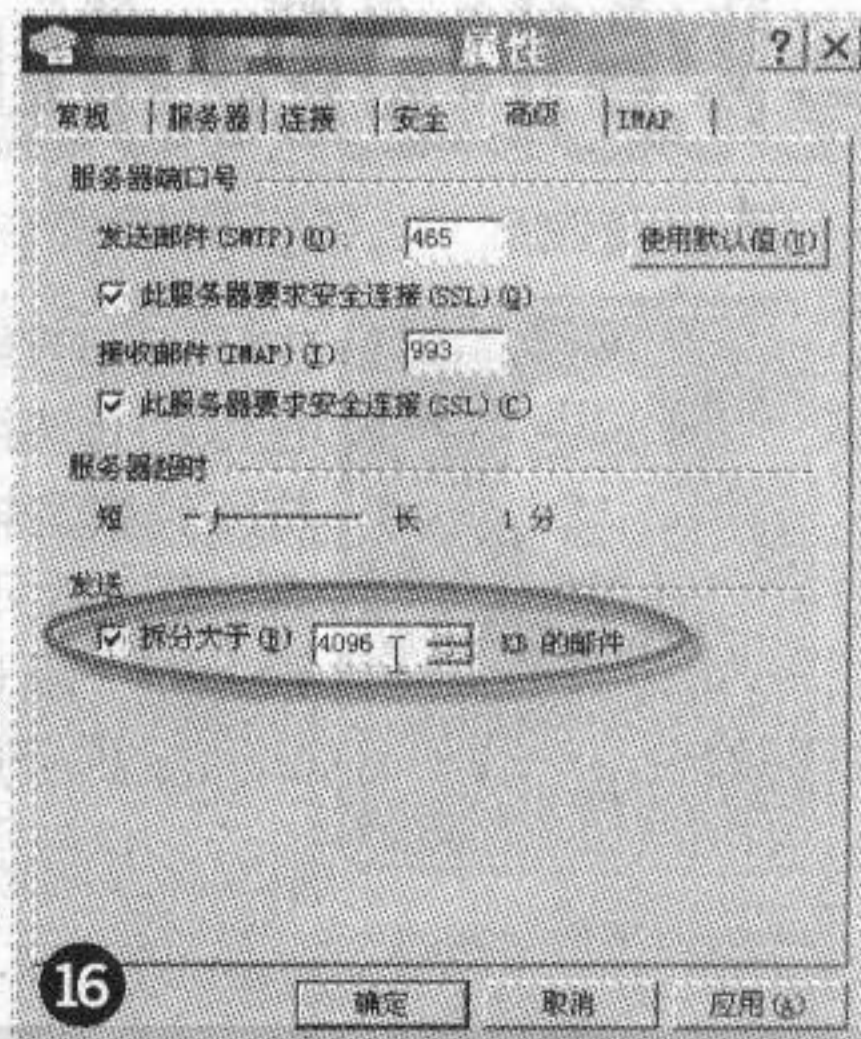 属性
常规 服务器 连接 安全 高级 IMAP
服务器端口号
发送邮件(SMTP)(O) 465 使用默认值(U)
此服务器要求安全连接(SSL)(Q)
接收邮件(IMAP)(I) 993
此服务器要求安全连接(SSL)(C)
服务器超时
短 长 1 分
发送
拆分大于(B) 4096 KB 的邮件
16
确定 取消 应用(A)